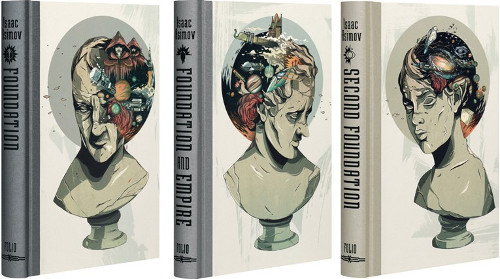 Isaac
Asimov
FOUNDATION
FOLIO
Isaac
Asimov
FOUNDATION AND EMPIRE
FOLIO
Isaac
Asimov
SECOND FOUNDATION
FOLIO